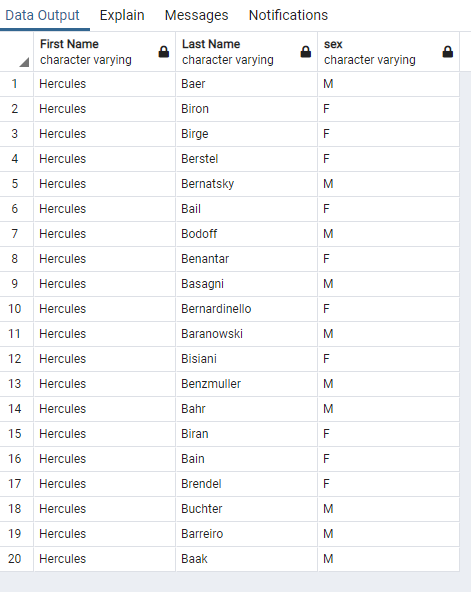 Data Output Explain Messages Notifications
First Name Last Name sex
character varying character varying character varying
1 Hercules Baer M
2 Hercules Biron F
3 Hercules Birge F
4 Hercules Berstel F
5 Hercules Bernatsky M
6 Hercules Bail F
7 Hercules Bodoff M
8 Hercules Benantar F
9 Hercules Basagni M
10 Hercules Bernardinello F
11 Hercules Baranowski M
12 Hercules Bisiani F
13 Hercules Benzmuller M
14 Hercules Bahr M
15 Hercules Biran F
16 Hercules Bain F
17 Hercules Brendel F
18 Hercules Buchter M
19 Hercules Barreiro M
20 Hercules Baak M